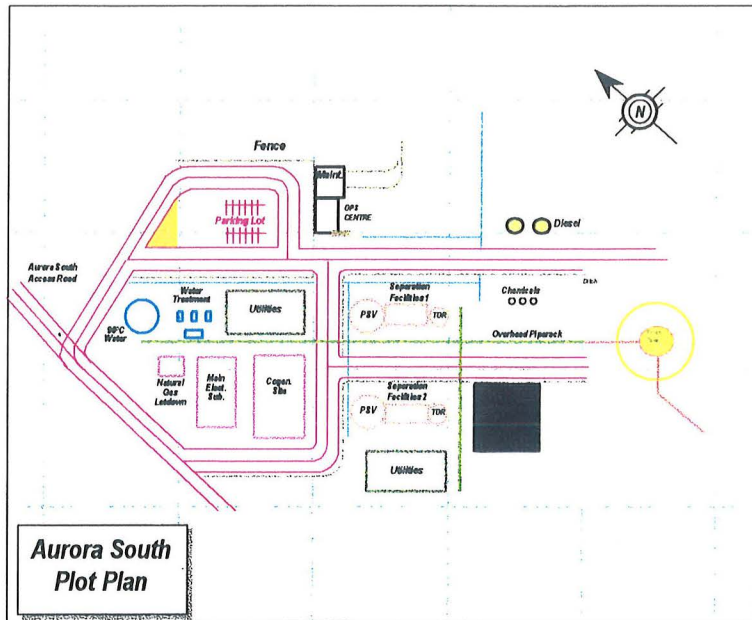 N
Fence
Maint.
OPS
CENTRE
Parking Lot
Diesel
Aurora South
Access Road
Water
Treatment
Utilities
Separation
Facilities 1
Chemicals
Ditch
PSV
TDR
90°C
Water
Overhead Piperack
Natural
Gas
Letdown
Main
Elect.
Sub.
Cogen.
Site
Separation
Facilities 2
PSV
TDR
Utilities
Aurora South
Plot Plan